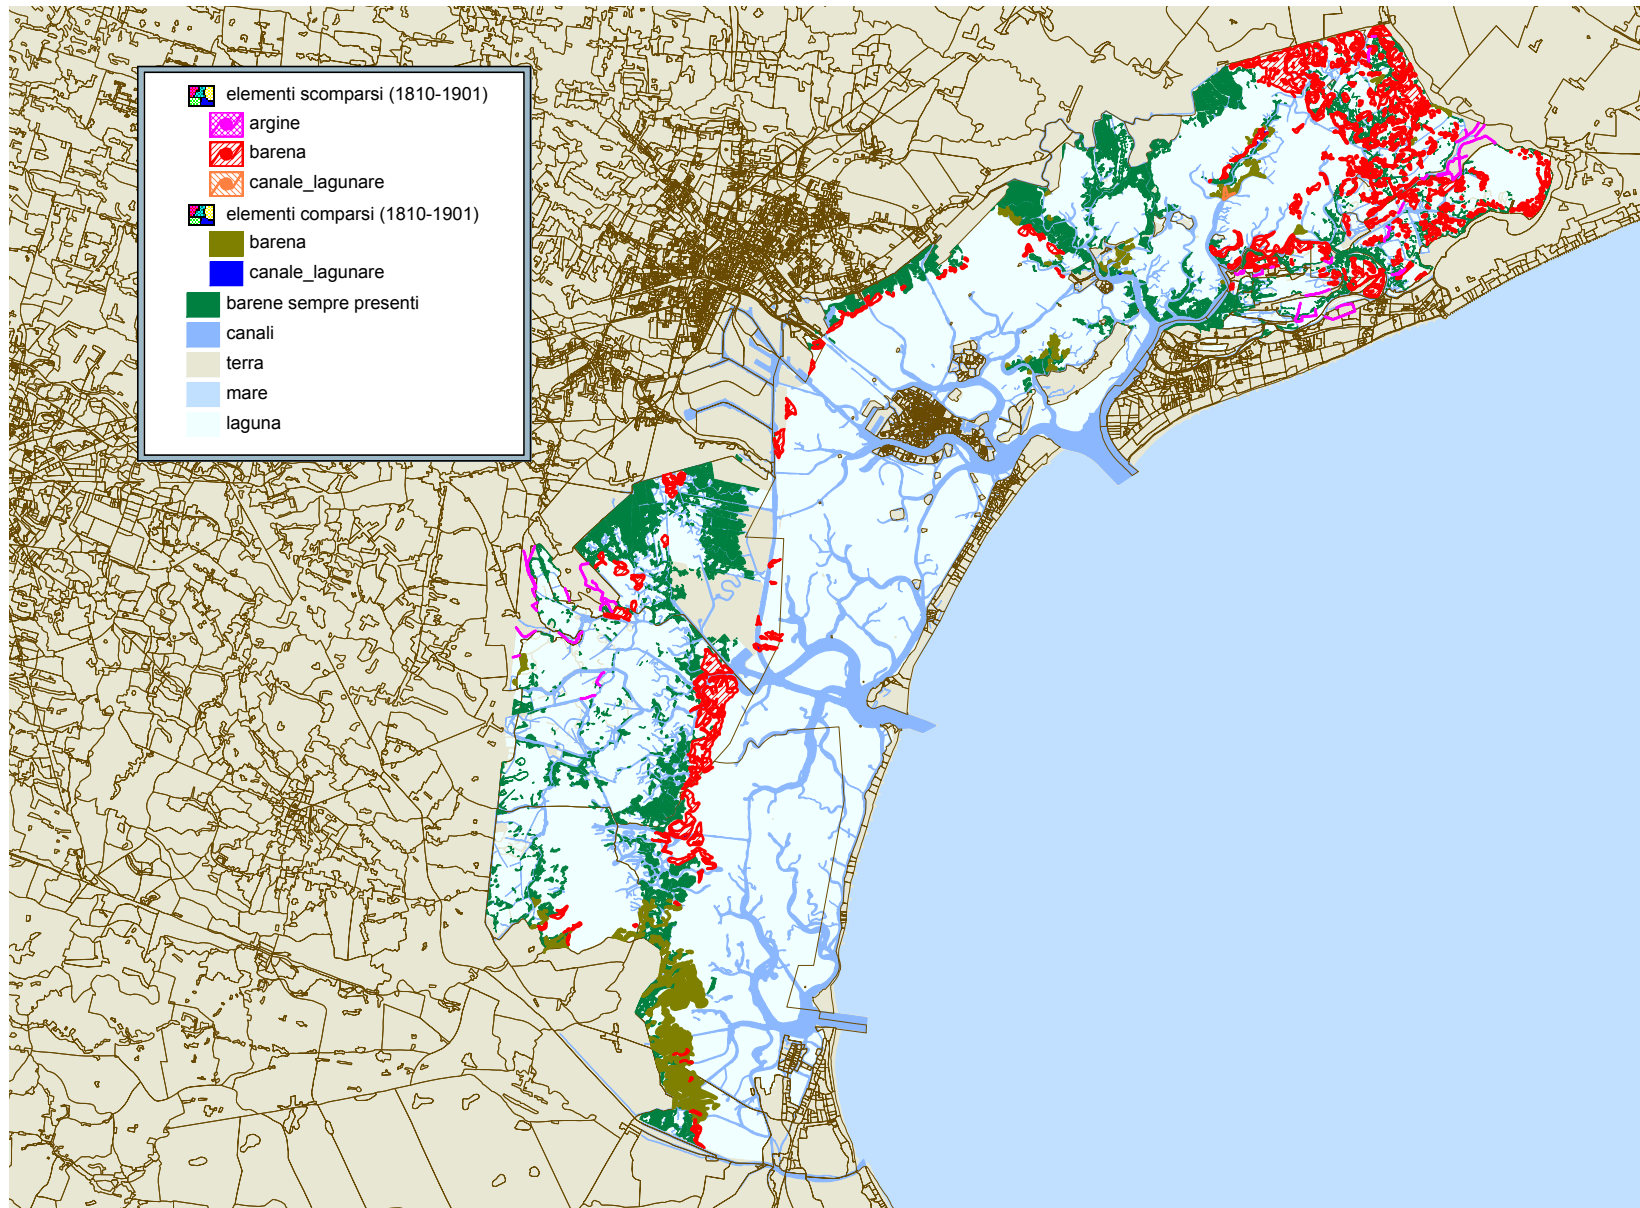 elementi scomparsi (1810-1901)
argine
barena
canale_lagunare
elementi comparsi (1810-1901)
barena
canale_lagunare
barene sempre presenti
canali
terra
mare
laguna